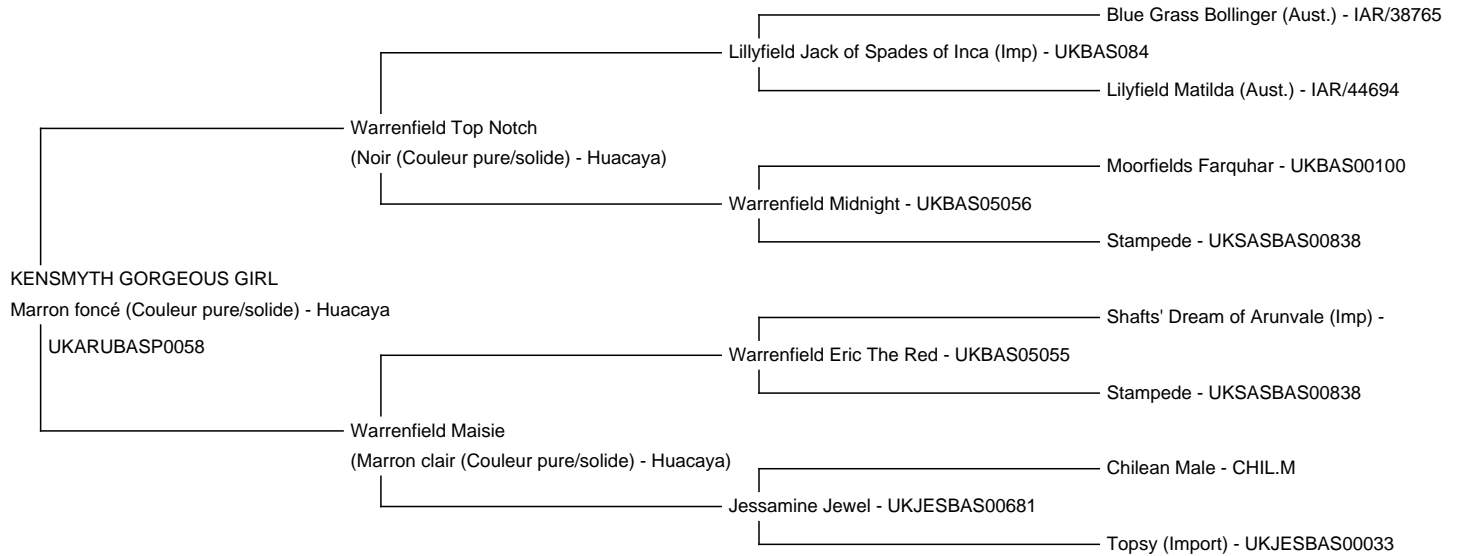 Blue Grass Bollinger (Aust.) - IAR/38765
Lillyfield Jack of Spades of Inca (Imp) - UKBAS084
Lilyfield Matilda (Aust.) - IAR/44694
Warrenfield Top Notch
(Noir (Couleur pure/solide) - Huacaya)
Moorfields Farquhar - UKBAS00100
Warrenfield Midnight - UKBAS05056
Stampede - UKSASBAS00838
KENSMYTH GORGEOUS GIRL
Marron foncé (Couleur pure/solide) - Huacaya
UKARUBASP0058
Shafts' Dream of Arunvale (Imp) -
Warrenfield Eric The Red - UKBAS05055
Stampede - UKSASBAS00838
Warrenfield Maisie
(Marron clair (Couleur pure/solide) - Huacaya)
Chilean Male - CHIL.M
Jessamine Jewel - UKJESBAS00681
Topsy (Import) - UKJESBAS00033